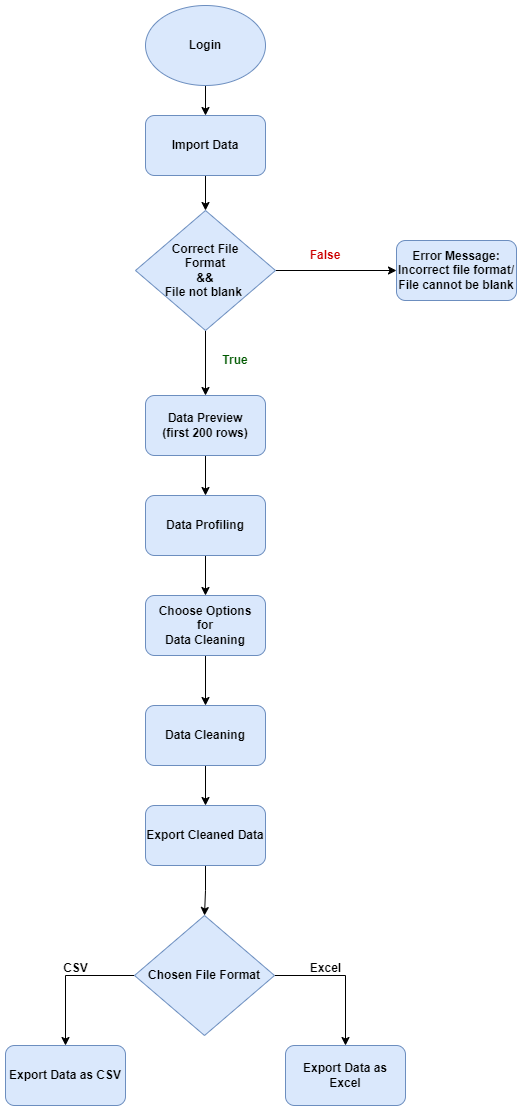 Login
Import Data
Correct File
Format
&&
File not blank
False
Error Message:
Incorrect file format/
File cannot be blank
True
Data Preview
(first 200 rows)
Data Profiling
Choose Options
for
Data Cleaning
Data Cleaning
Export Cleaned Data
Chosen File Format
CSV
Excel
Export Data as CSV
Export Data as
Excel